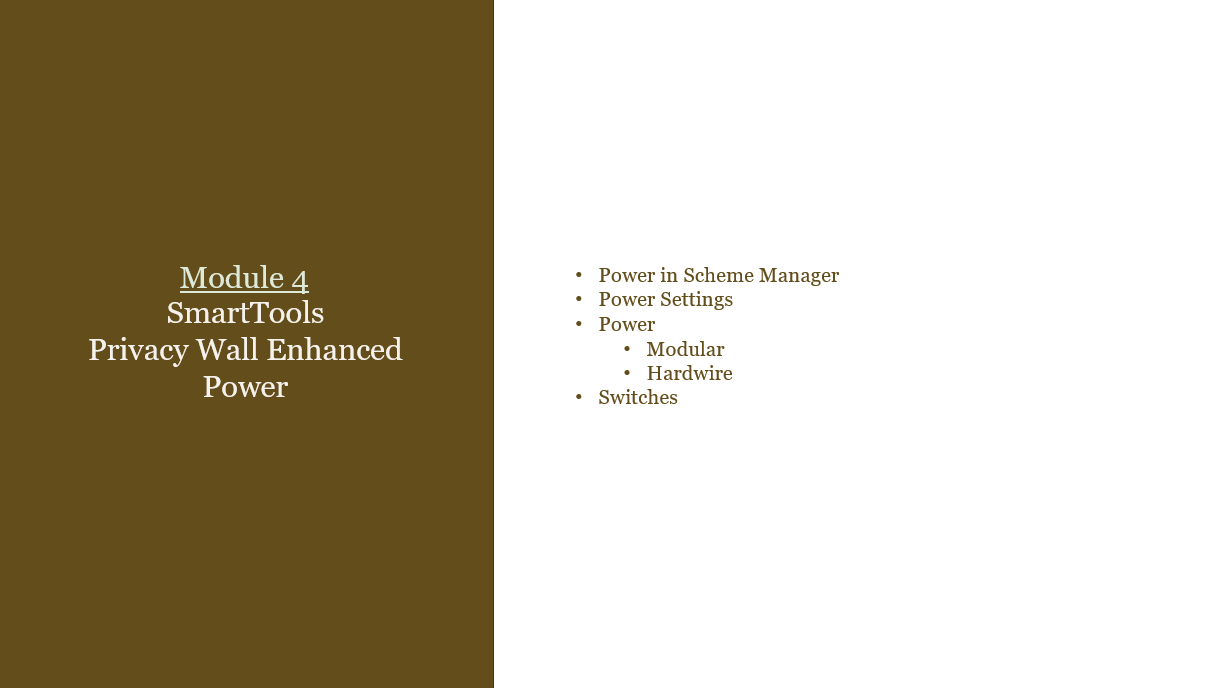 Module 4
SmartTools
Privacy Wall Enhanced
Power
• Power in Scheme Manager
• Power Settings
• Power
• Modular
• Hardwire
• Switches